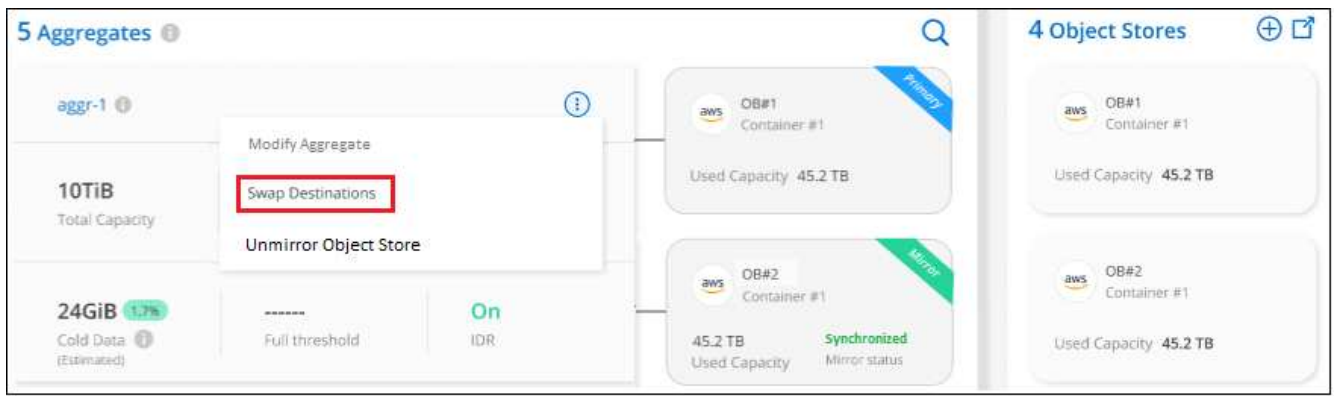 5 Aggregates
aggr-1
Modify Aggregate
Swap Destinations
Unmirror Object Store
10TiB
Total Capacity
24GiB 1.7%
Cold Data
(Estimated)
------
Full threshold
On
IDR
Primary
aws
OB#1
Container #1
Used Capacity 45.2 TB
Mirror
aws
OB#2
Container #1
45.2 TB
Used Capacity
Synchronized
Mirror status
4 Object Stores
aws
OB#1
Container #1
Used Capacity 45.2 TB
aws
OB#2
Container #1
Used Capacity 45.2 TB